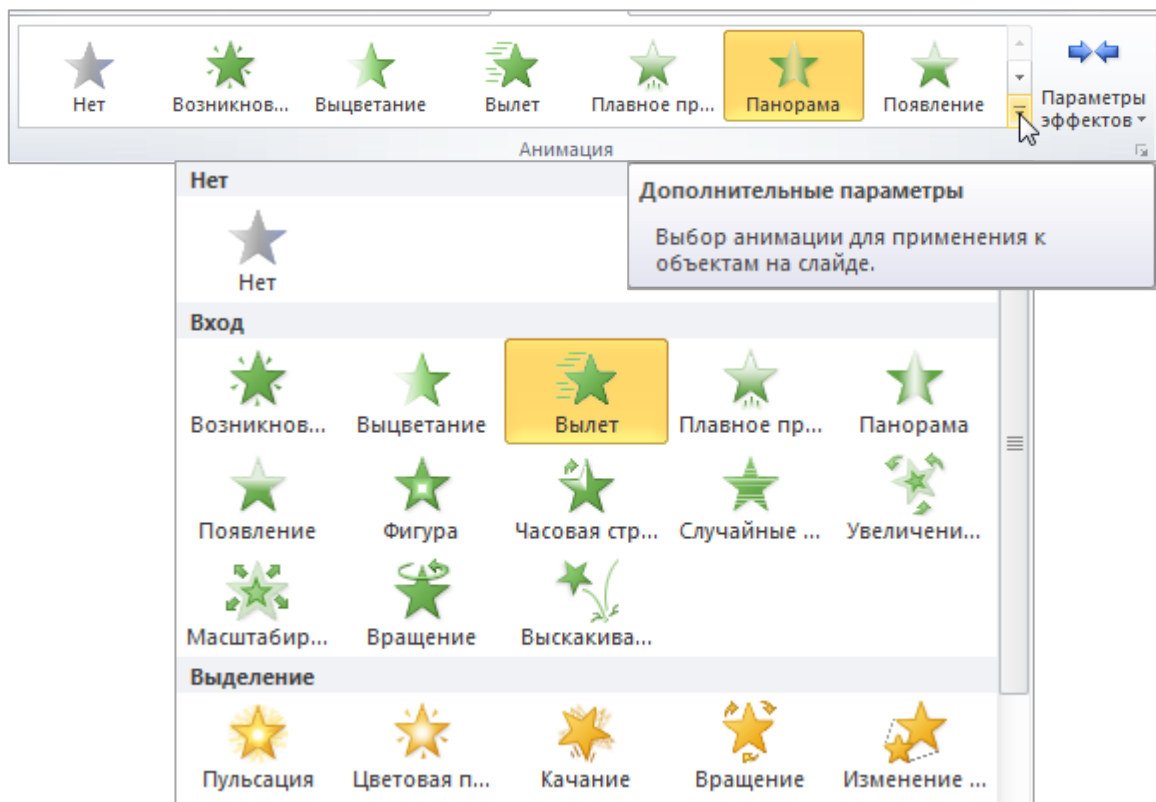 Нет Возникнов... Выцветание Вылет Плавное пр... Панорама Появление
Параметры
эффектов
Анимация
Нет
Дополнительные параметры
Выбор анимации для применения к
объектам на слайде.
Нет
Вход
Возникнов... Выцветание Вылет Плавное пр... Панорама
Появление Фигура Часовая стр... Случайные ... Увеличени...
Масштабир... Вращение Выскакива...
Выделение
Пульсация Цветовая п... Качание Вращение Изменение ...